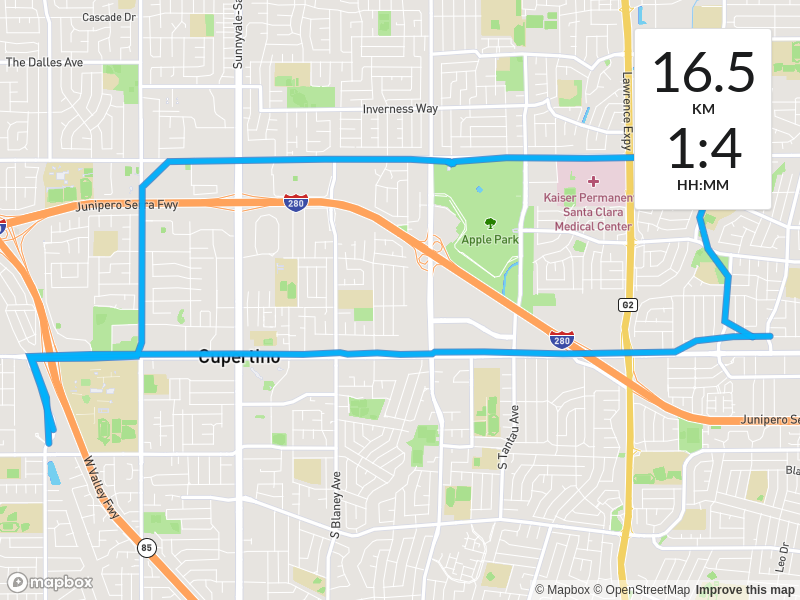 Cascade Dr
Sunnyvale-Sa
The Dalles Ave
Inverness Way
Lawrence Expy
16.5
KM
1:4
HH:MM
Junipero Serra Fwy
280
Kaiser Permanen
Santa Clara
Medical Center
Apple Park
G2
280
Cupertino
S Tantau Ave
Junipero Se
W Valley Fwy
S Blaney Ave
Bla
85
Leo Dr
mapbox
© Mapbox © OpenStreetMap Improve this map